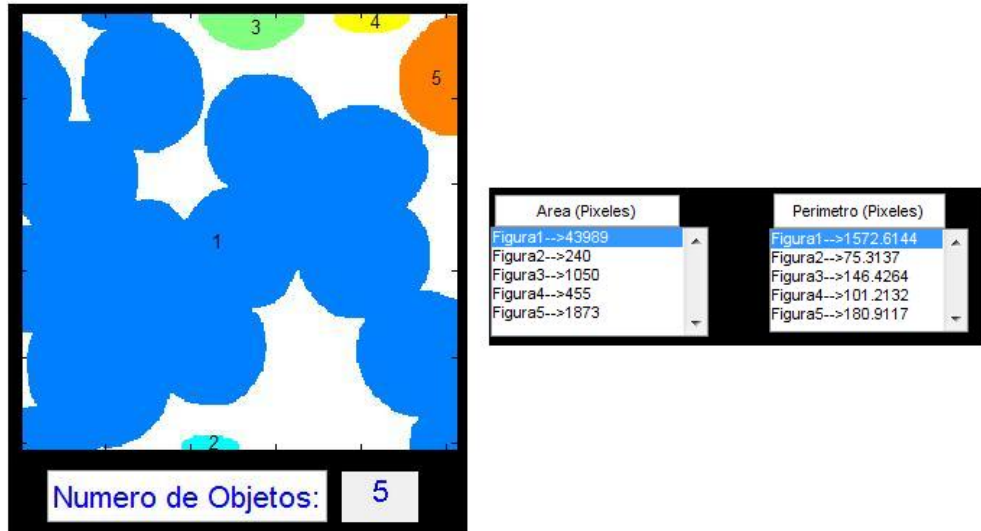 3
4
5
1
2
Numero de Objetos:
5
Area (Pixeles)
Figura1-->43989
Figura2-->240
Figura3-->1050
Figura4-->455
Figura5-->1873
Perimetro (Pixeles)
Figura1-->1572.6144
Figura2-->75.3137
Figura3-->146.4264
Figura4-->101.2132
Figura5-->180.9117